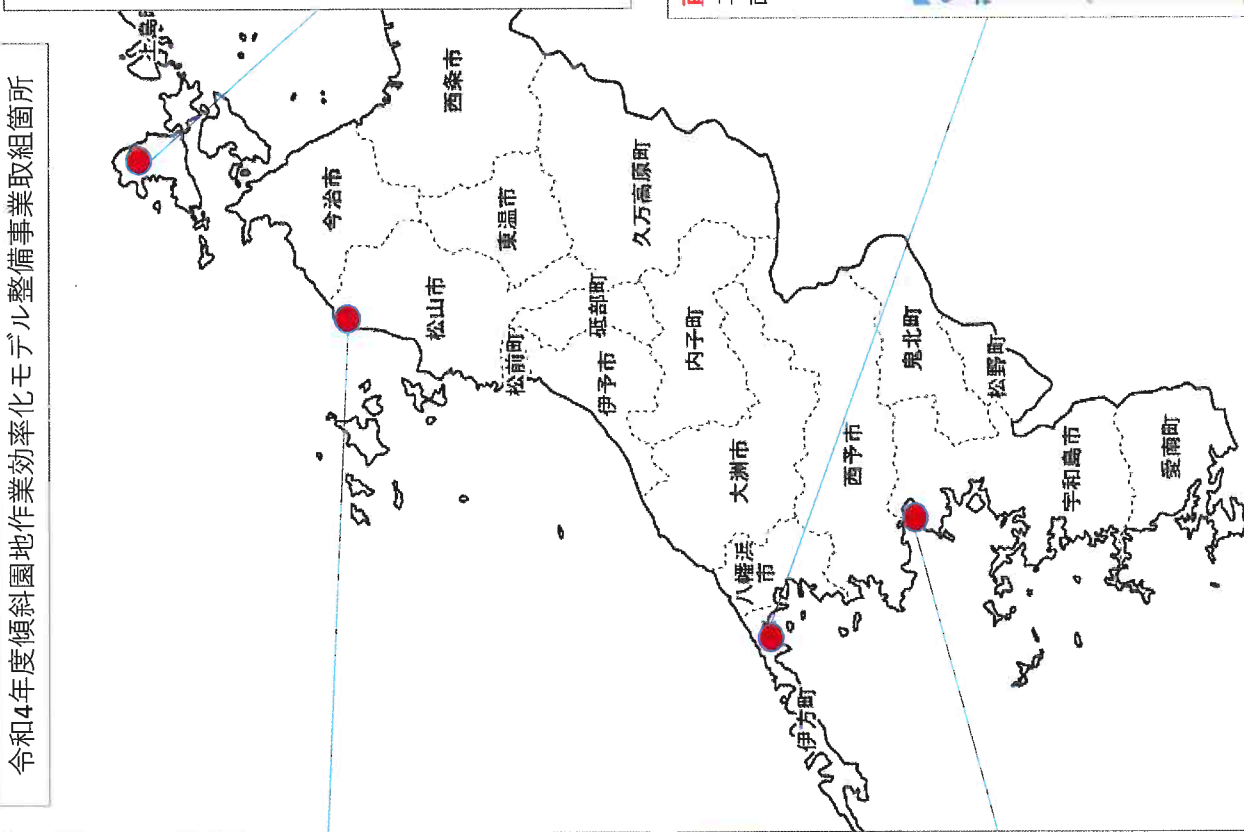 令和4年度傾斜園地作業効率化モデル整備事業取組箇所
上島
今治市
西条市
東温市
松山市
久万高原町
砥部町
松前町
伊予市
内子町
大洲市
八幡浜
市
伊方町
西予市
鬼北町
松野町
宇和島市
愛南町